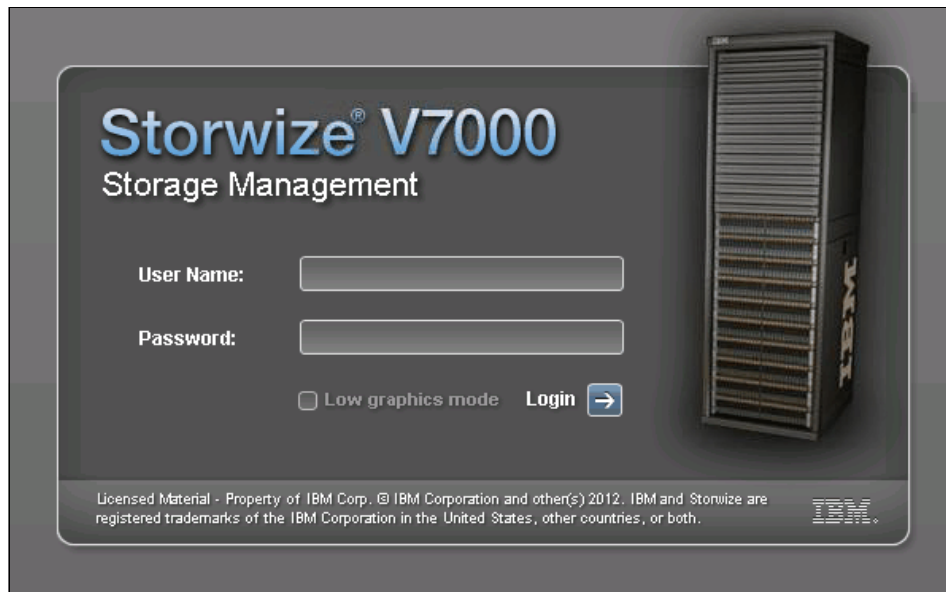 IBM
Storwize® V7000
Storage Management
User Name:
Password:
Low graphics mode
Login
IBM
Licensed Material - Property of IBM Corp. © IBM Corporation and other(s) 2012. IBM and Storwize are
registered trademarks of the IBM Corporation in the United States, other countries, or both.
IBM®